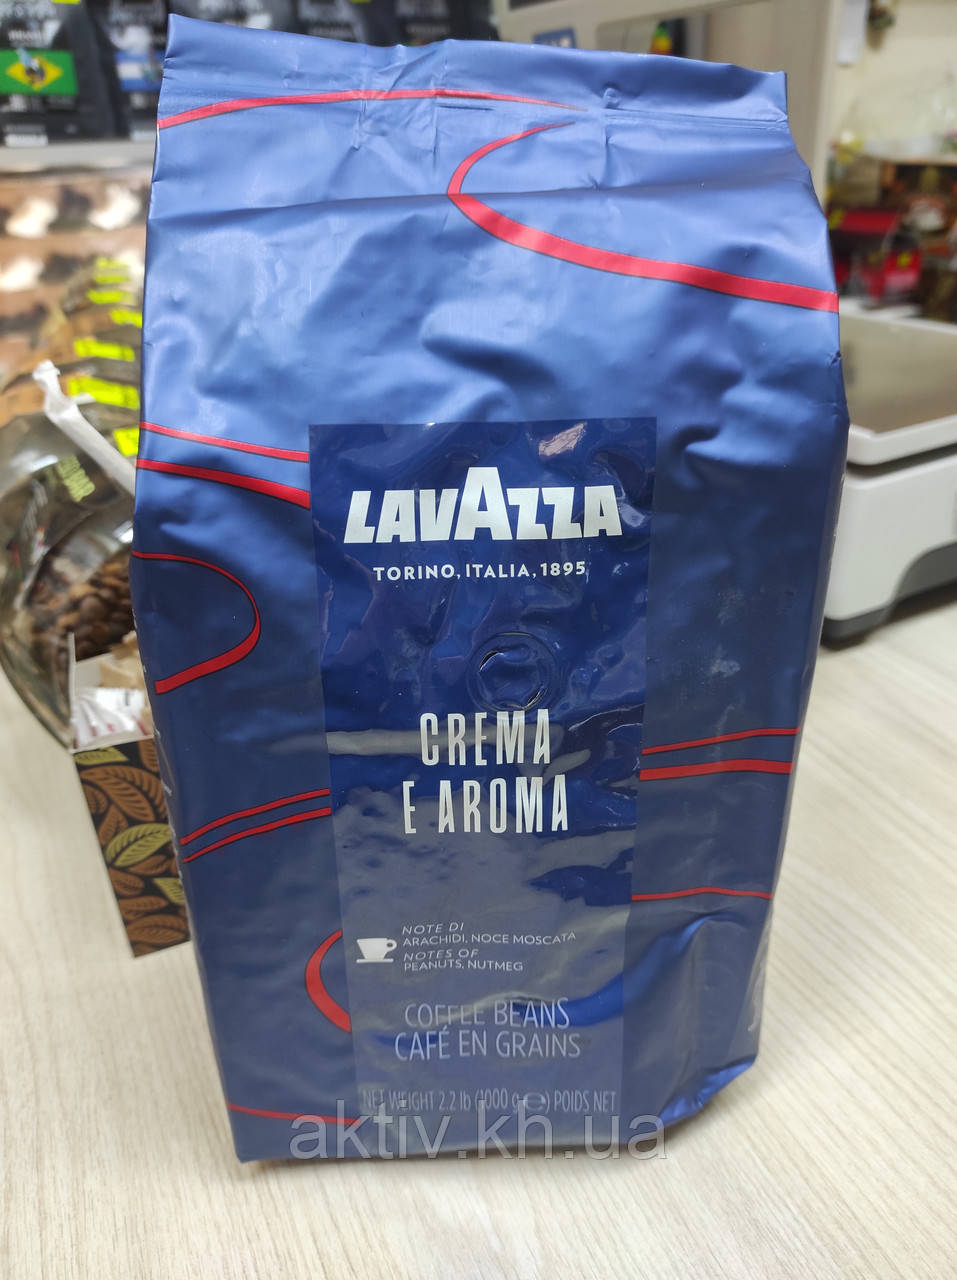 LAVAZZA
TORINO, ITALIA, 1895
CREMA
E AROMA
NOTE DI
ARACHIDI, NOCE MOSCATA
NOTES OF
PEANUTS, NUTMEG
COFFEE BEANS
CAFÉ EN GRAINS
NET WEIGHT 2.2 lb (1000 g e) POIDS NET
aktiv.kh.ua